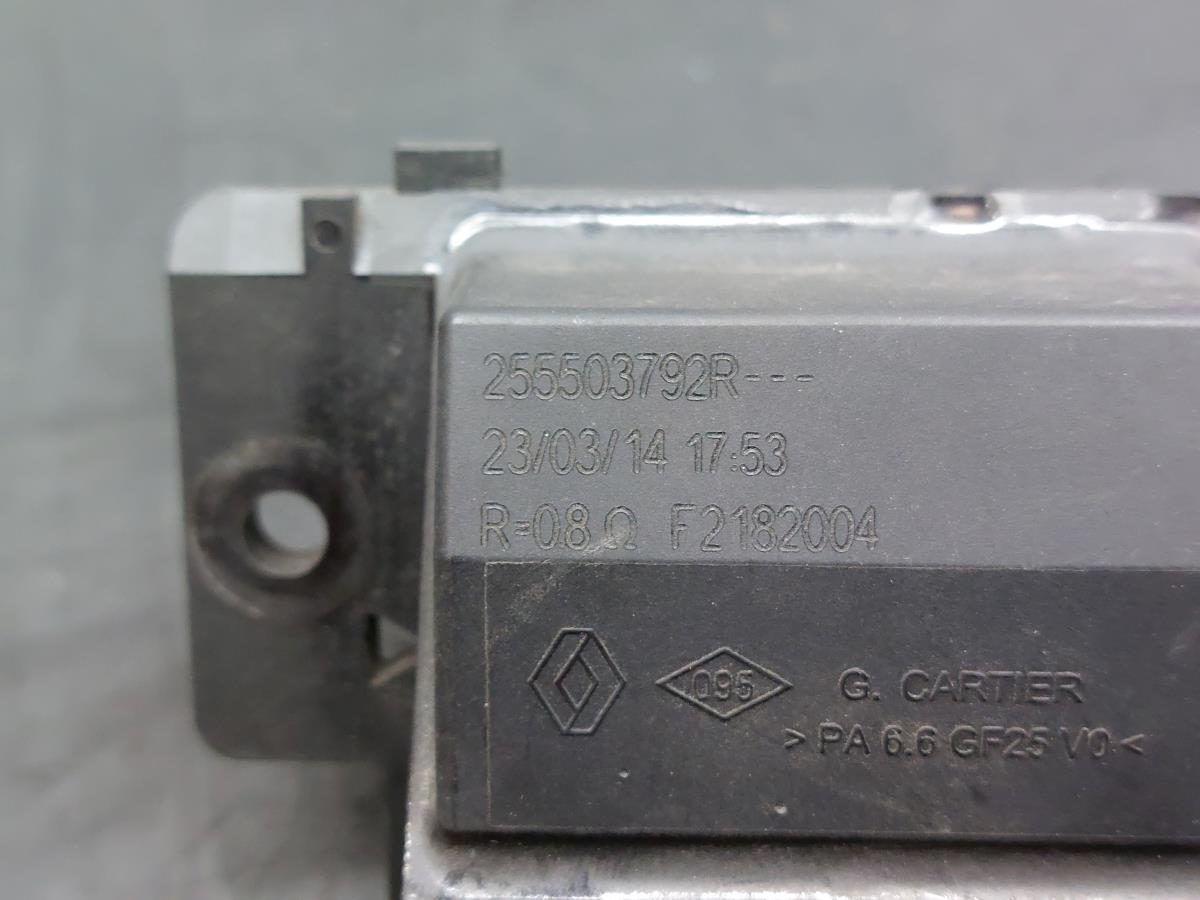 255503792R---
23/03/14 17:53
R=0.8 Ω F2182004
095 G. CARTIER
>PA 6.6 GF25 V0<